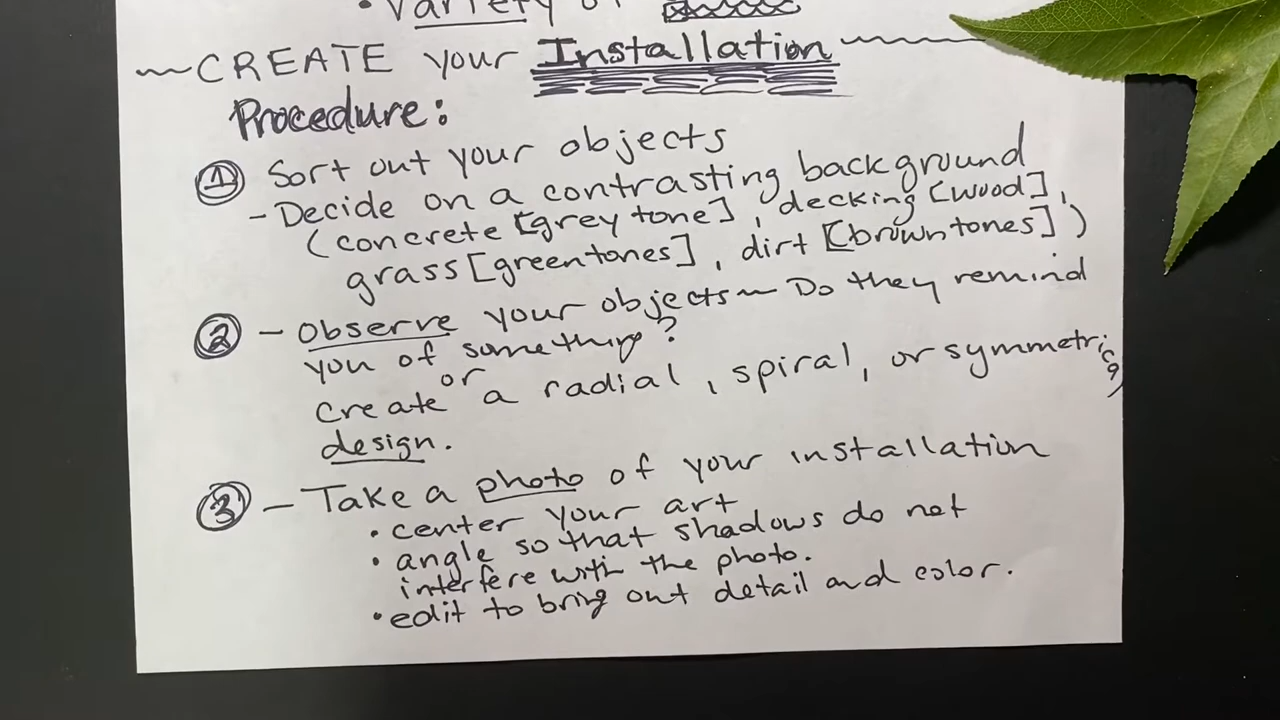 • Variety of
~CREATE your Installation
Procedure:
① Sort out your objects
- Decide on a contrasting background
(concrete [grey tone], decking [wood],
grass [greentones], dirt [browntones])
② - Observe your objects ~ Do they remind
you of something?
or
Create a radial, spiral, or symmetrical
design.
③ - Take a photo of your installation
• center your art
• angle so that shadows do not
interfere with the photo.
• edit to bring out detail and color.